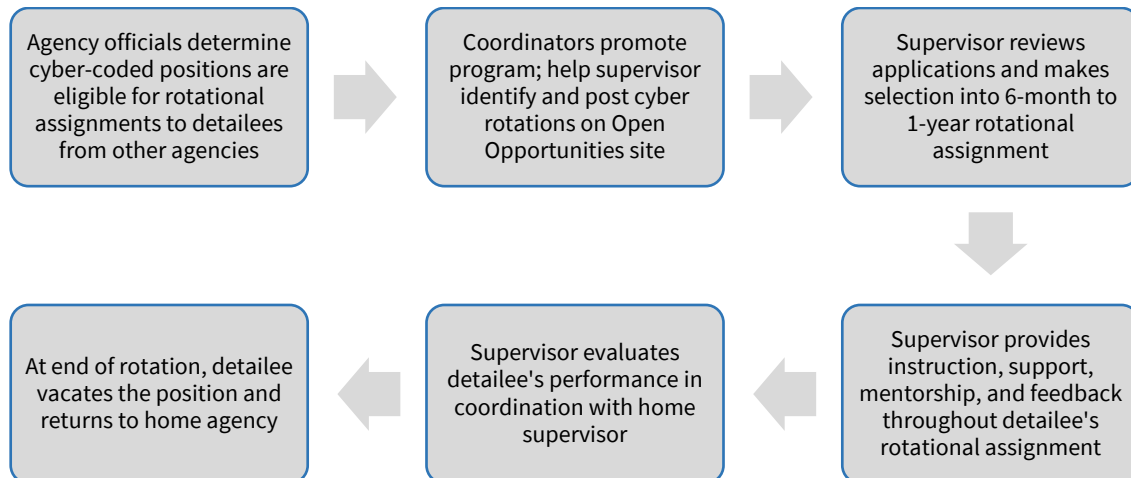 Agency officials determine
cyber-coded positions are
eligible for rotational
assignments to detailees
from other agencies
Coordinators promote
program; help supervisor
identify and post cyber
rotations on Open
Opportunities site
Supervisor reviews
applications and makes
selection into 6-month to
1-year rotational
assignment
Supervisor provides
instruction, support,
mentorship, and feedback
throughout detailee's
rotational assignment
Supervisor evaluates
detailee's performance in
coordination with home
supervisor
At end of rotation, detailee
vacates the position and
returns to home agency